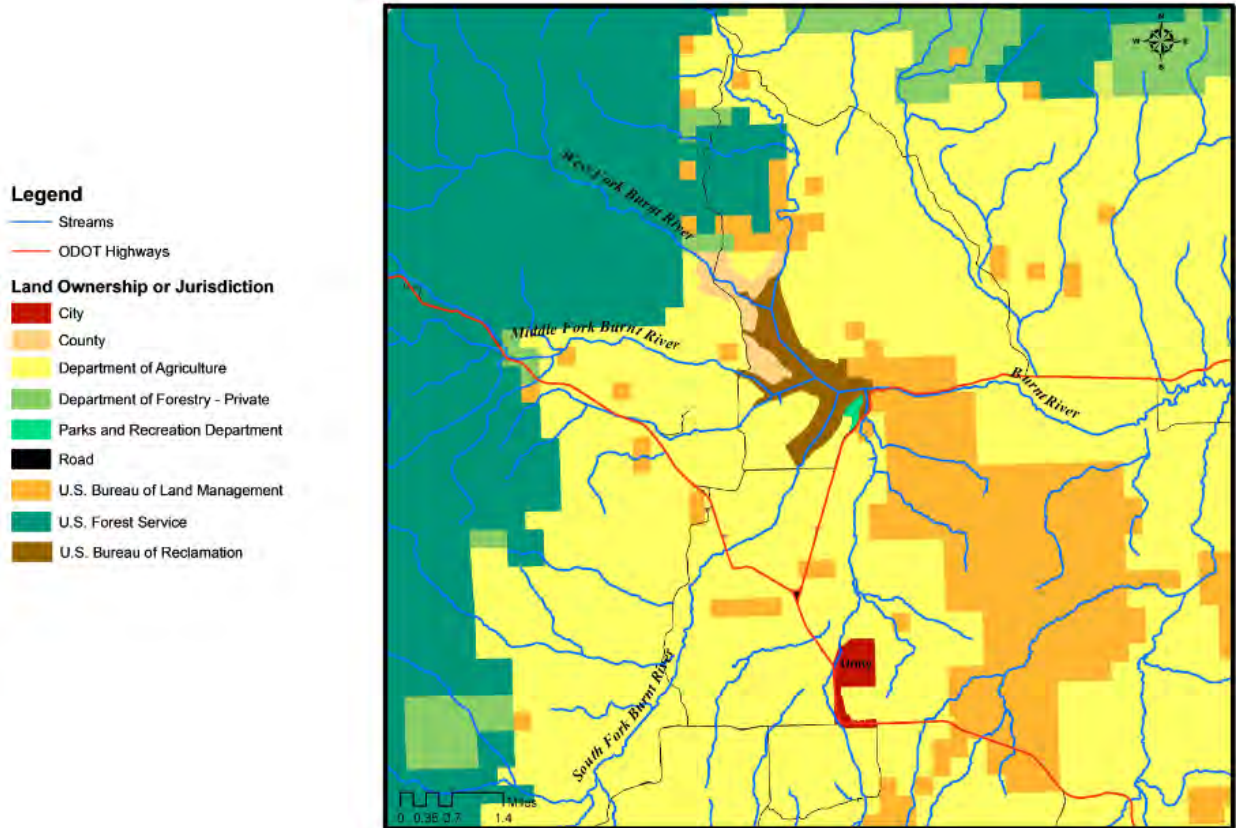 Legend
Streams
ODOT Highways
Land Ownership or Jurisdiction
City
County
Department of Agriculture
Department of Forestry - Private
Parks and Recreation Department
Road
U.S. Bureau of Land Management
U.S. Forest Service
U.S. Bureau of Reclamation
N
W E
S
West Fork Burnt River
Middle Fork Burnt River
Burnt River
South Fork Burnt River
Miles
0 0.35 0.7 1.4